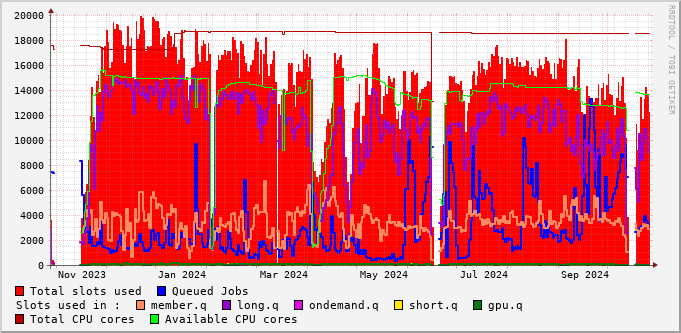 20000
18000
16000
14000
12000
10000
8000
6000
4000
2000
0
Nov 2023 Jan 2024 Mar 2024 May 2024 Jul 2024 Sep 2024
Total slots used Queued Jobs
Slots used in : member.q long.q ondemand.q short.q gpu.q
Total CPU cores Available CPU cores
RRDTOOL / TOBI OETIKER